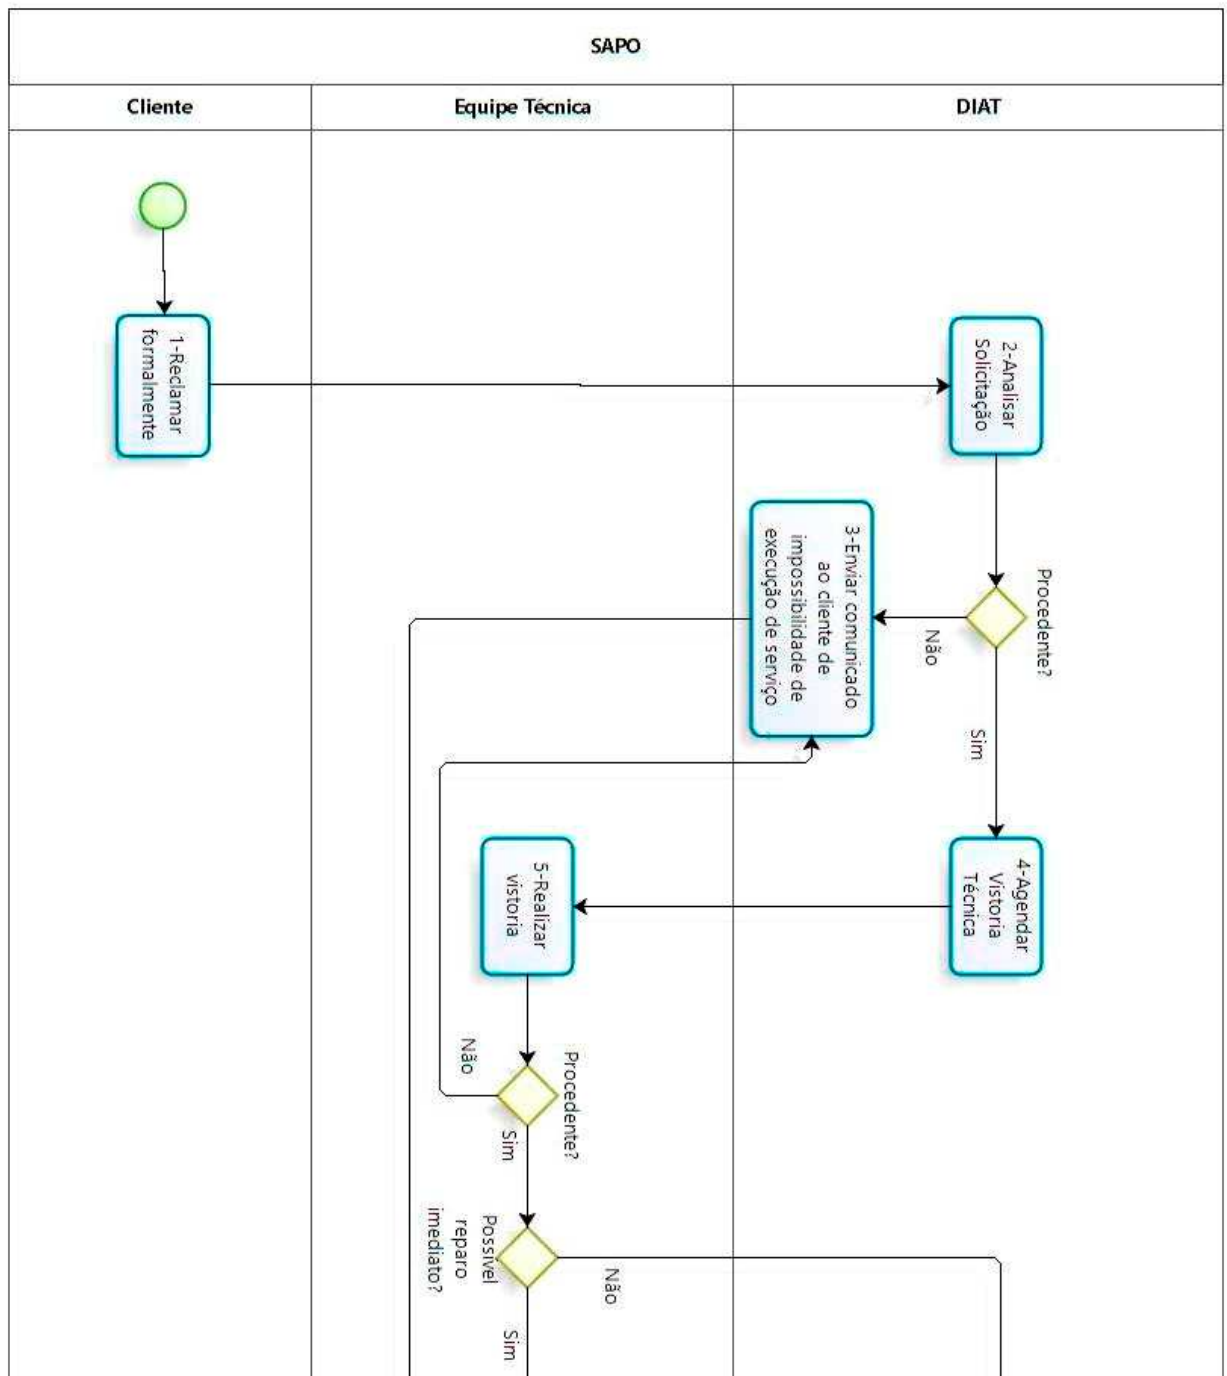 SAPO
Cliente
Equipe Técnica
DIAT
1-Reclamar
formalmente
2-Analisar
Solicitação
Procedente?
Não
Sim
3-Enviar comunicado
ao cliente de
impossibilidade de
execução de serviço
4-Agendar
Vistoria
Técnica
5-Realizar
vistoria
Procedente?
Não
Sim
Possível
reparo
imediato?
Não
Sim